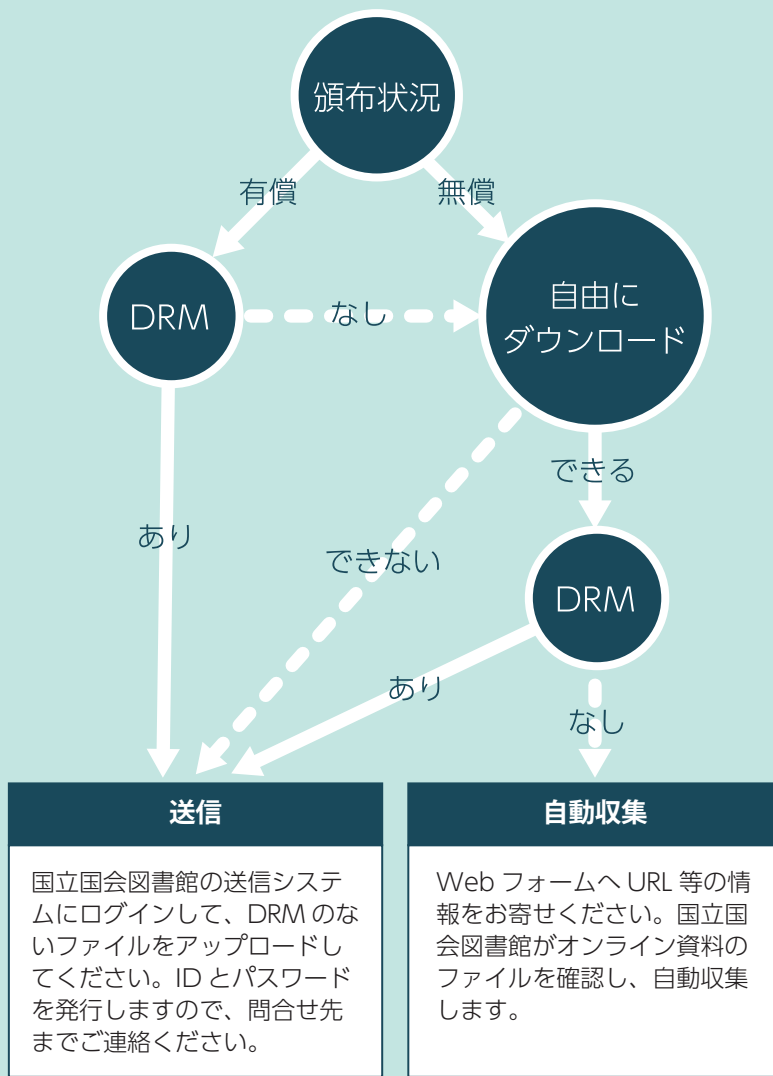 頒布状況
有償
無償
DRM
なし
自由に
ダウンロード
できる
あり
できない
DRM
あり
なし
送信
国立国会図書館の送信システ
ムにログインして、DRM のな
いファイルをアップロードし
てください。ID とパスワード
を発行しますので、問合せ先
までご連絡ください。
自動収集
Web フォームへ URL 等の情
報をお寄せください。国立国
会図書館がオンライン資料の
ファイルを確認し、自動収集
します。